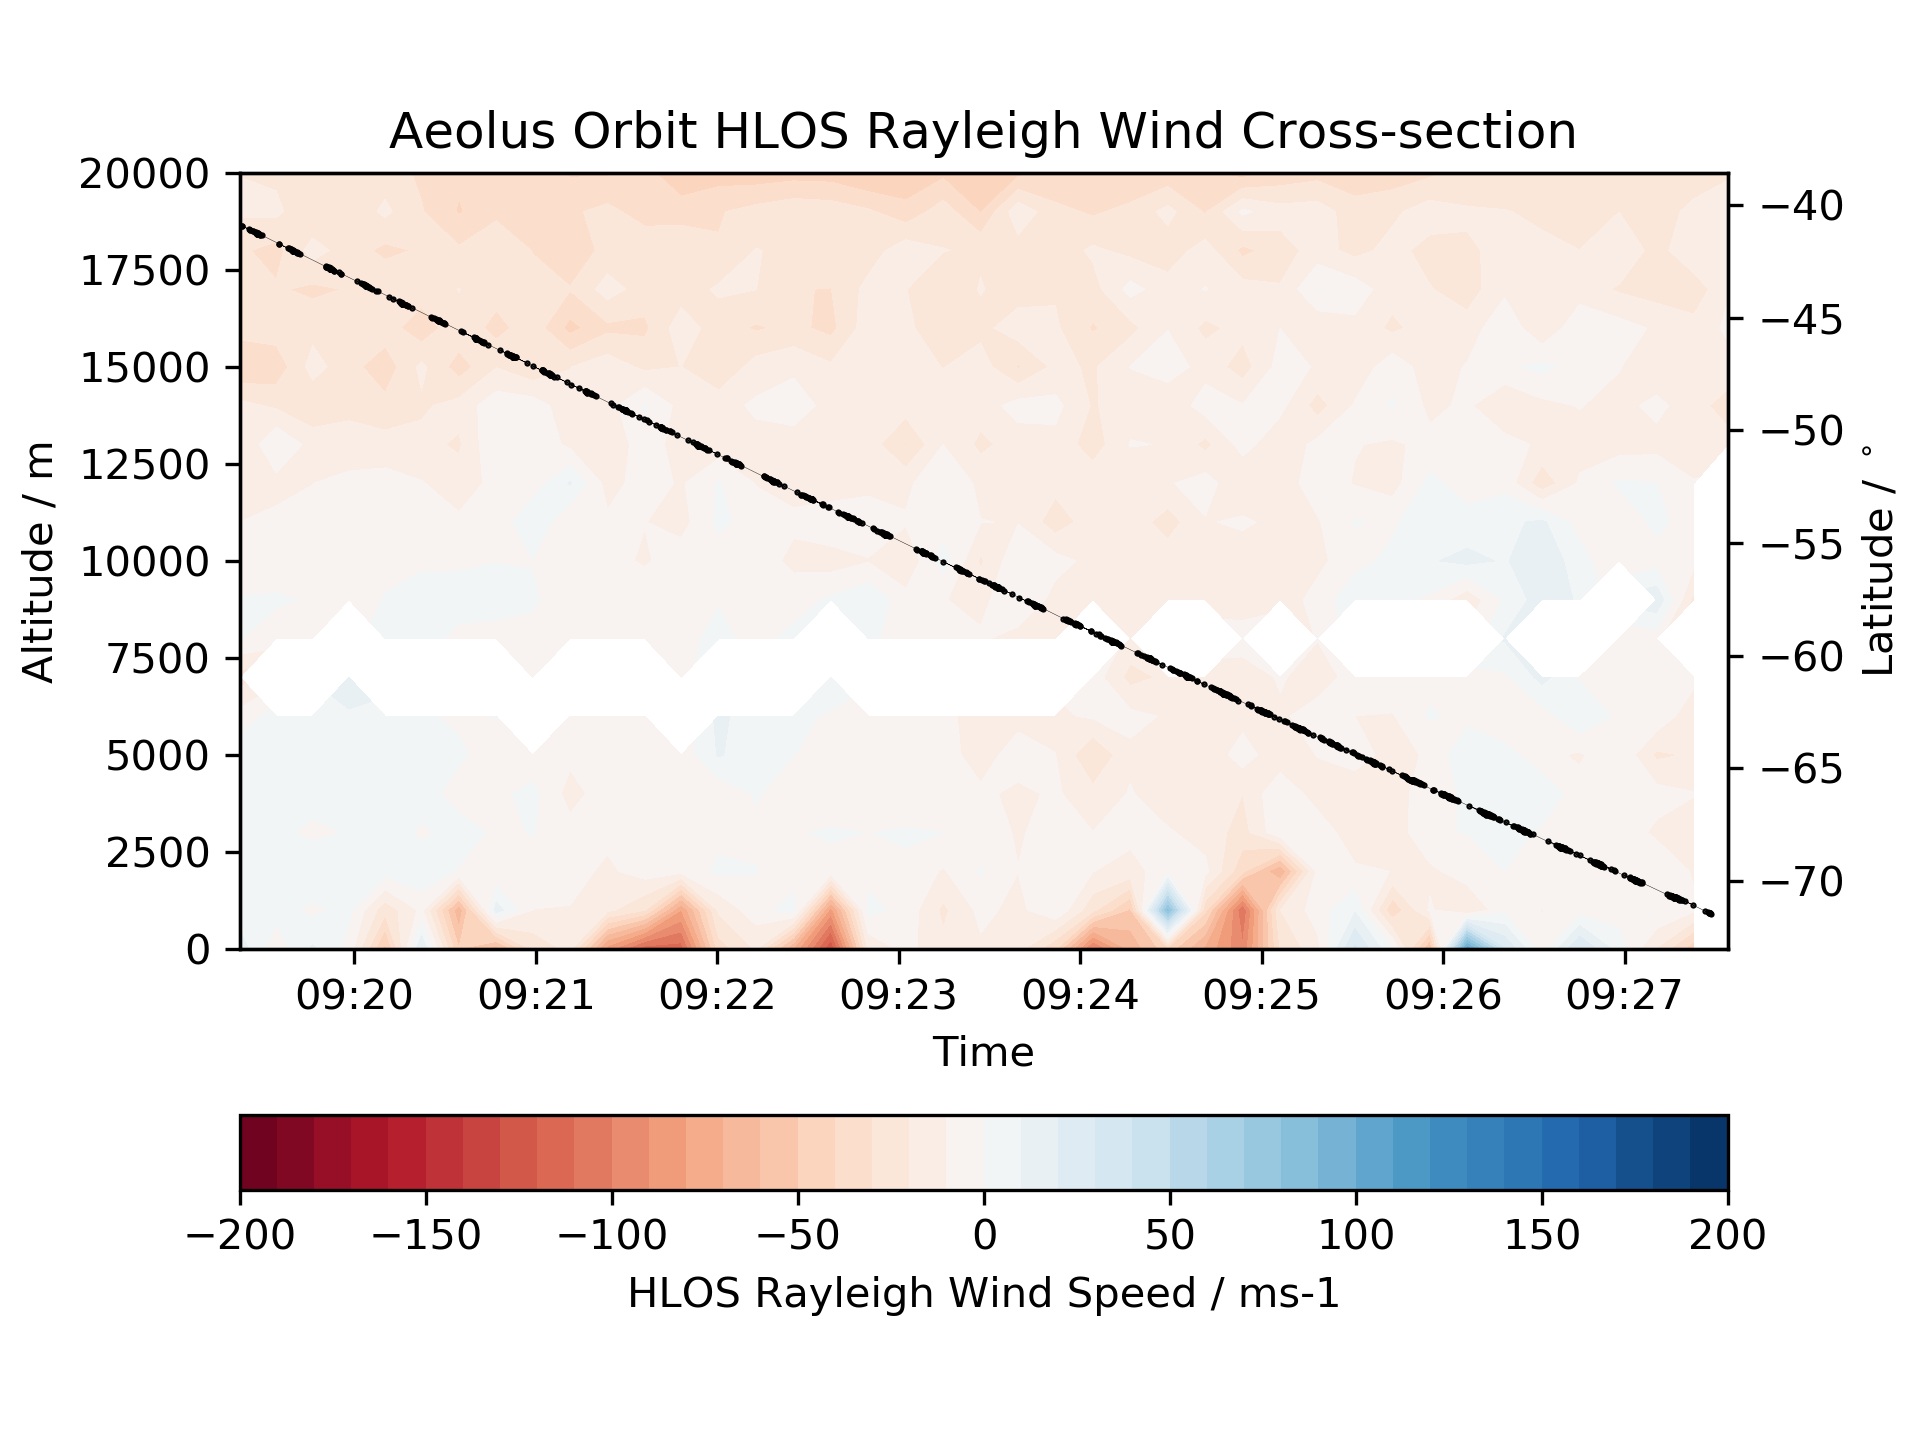 Aeolus Orbit HLOS Rayleigh Wind Cross-section
20000
17500
15000
12500
10000
7500
5000
2500
0
Altitude / m
−40
−45
−50
−55
−60
−65
−70
Latitude / °
09:20 09:21 09:22 09:23 09:24 09:25 09:26 09:27
Time
−200 −150 −100 −50 0 50 100 150 200
HLOS Rayleigh Wind Speed / ms-1